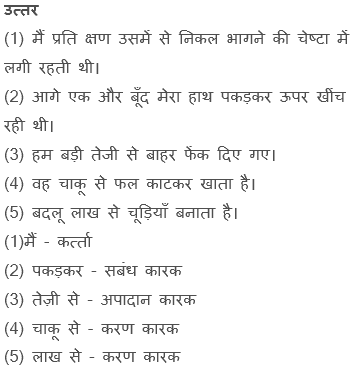 उत्तर
(1) मैं प्रति क्षण उसमें से निकल भागने की चेष्टा में
लगी रहती थी।
(2) आगे एक और बूँद मेरा हाथ पकड़कर ऊपर खींच
रही थी।
(3) हम बड़ी तेजी से बाहर फेंक दिए गए।
(4) वह चाकू से फल काटकर खाता है।
(5) बदलू लाख से चूड़ियाँ बनाता है।
(1)मैं - कर्त्ता
(2) पकड़कर - सबंध कारक
(3) तेज़ी से - अपादान कारक
(4) चाकू से - करण कारक
(5) लाख से - करण कारक